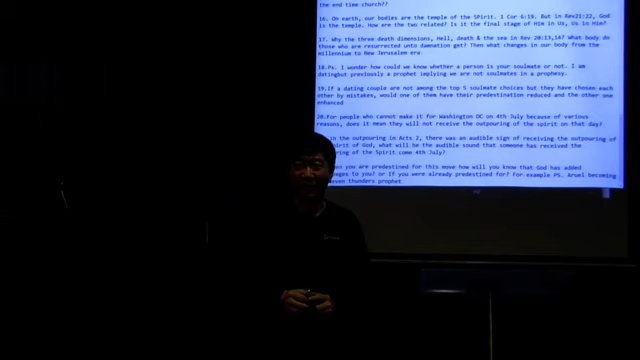 the end time church??
16. On earth, our bodies are the temple of the SPirit. 1 Cor 6:19. But in Rev21:22, God
is the temple. How are the two related? Is it the final stage of Him in Us, Us in Him?
17. Why the three death dimensions, Hell, death & the sea in Rev 20:13,14? What body do
those who are resurrected unto damnation get? Then what changes in our body from the
millennium to New Jerusalem era
18.Ps. I wonder how could we know whether a person is your soulmate or not. I am
datingbut previously a prophet implying we are not soulmates in a prophesy.
19.If a dating couple are not among the top 5 soulmate choices but they have chosen each
other by mistakes, would one of them have their predestination reduced and the other one
enhanced
20.For people who cannot make it for Washington DC on 4th July because of various
reasons, does it mean they will not receive the outpouring of the spirit on that day?
in the outpouring in Acts 2, there was an audible sign of receiving the outpouring of
of God, what will be the audible sound that someone has received the
of the Spirit come 4th July?
you are predestined for this move how will you know that God has added
to you? or If you were already predestined for? For example PS. Aruel becoming
thunders prophet